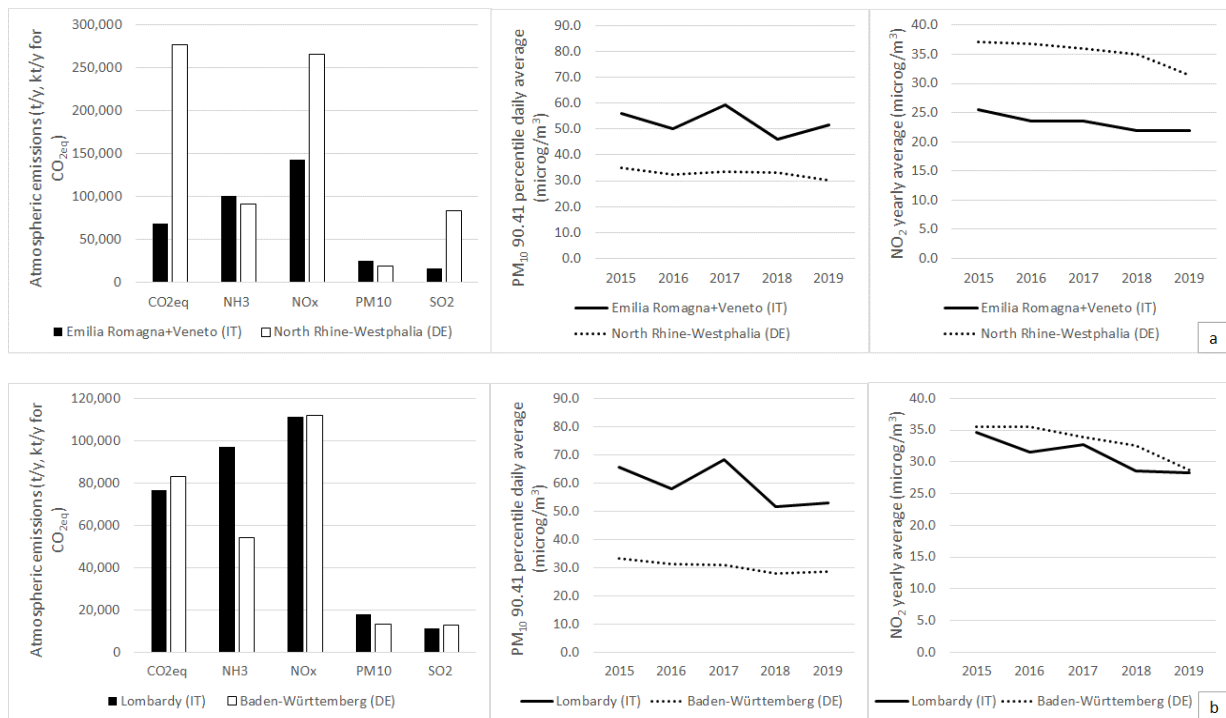 Atmospheric emissions (t/y, kt/y for
CO2eq)
300,000
250,000
200,000
150,000
100,000
50,000
0
CO2eq NH3 NOx PM10 SO2
■ Emilia Romagna+Veneto (IT) □ North Rhine-Westphalia (DE)
PM10 90.41 percentile daily average
(microg/m³)
90.0
80.0
70.0
60.0
50.0
40.0
30.0
20.0
10.0
0.0
2015 2016 2017 2018 2019
Emilia Romagna+Veneto (IT)
North Rhine-Westphalia (DE)
NO2 yearly average (microg/m³)
40.0
35.0
30.0
25.0
20.0
15.0
10.0
5.0
0.0
2015 2016 2017 2018 2019
Emilia Romagna+Veneto (IT)
North Rhine-Westphalia (DE)
a
Atmospheric emissions (t/y, kt/y for
CO2eq)
120,000
100,000
80,000
60,000
40,000
20,000
0
CO2eq NH3 NOx PM10 SO2
■ Lombardy (IT) □ Baden-Württemberg (DE)
PM10 90.41 percentile daily average
(microg/m³)
90.0
80.0
70.0
60.0
50.0
40.0
30.0
20.0
10.0
0.0
2015 2016 2017 2018 2019
Lombardy (IT) Baden-Württemberg (DE)
NO2 yearly average (microg/m³)
40.0
35.0
30.0
25.0
20.0
15.0
10.0
5.0
0.0
2015 2016 2017 2018 2019
Lombardy (IT) Baden-Württemberg (DE)
b